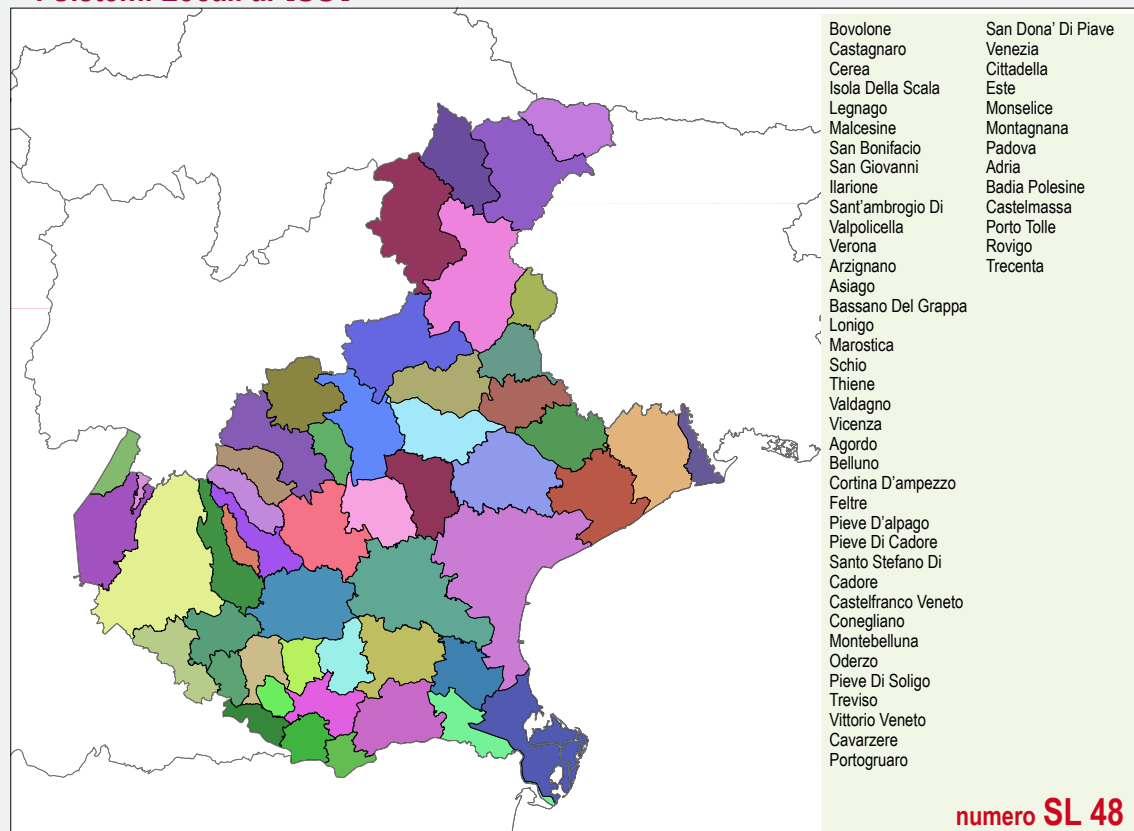 Bovolone
Castagnaro
Cerea
Isola Della Scala
Legnago
Malcesine
San Bonifacio
San Giovanni
Ilarione
Sant'ambrogio Di
Valpolicella
Verona
Arzignano
Asiago
Bassano Del Grappa
Lonigo
Marostica
Schio
Thiene
Valdagno
Vicenza
Agordo
Belluno
Cortina D'ampezzo
Feltre
Pieve D'alpago
Pieve Di Cadore
Santo Stefano Di
Cadore
Castelfranco Veneto
Conegliano
Montebelluna
Oderzo
Pieve Di Soligo
Treviso
Vittorio Veneto
Cavarzere
Portogruaro
San Dona' Di Piave
Venezia
Cittadella
Este
Monselice
Montagnana
Padova
Adria
Badia Polesine
Castelmassa
Porto Tolle
Rovigo
Trecenta
numero SL 48